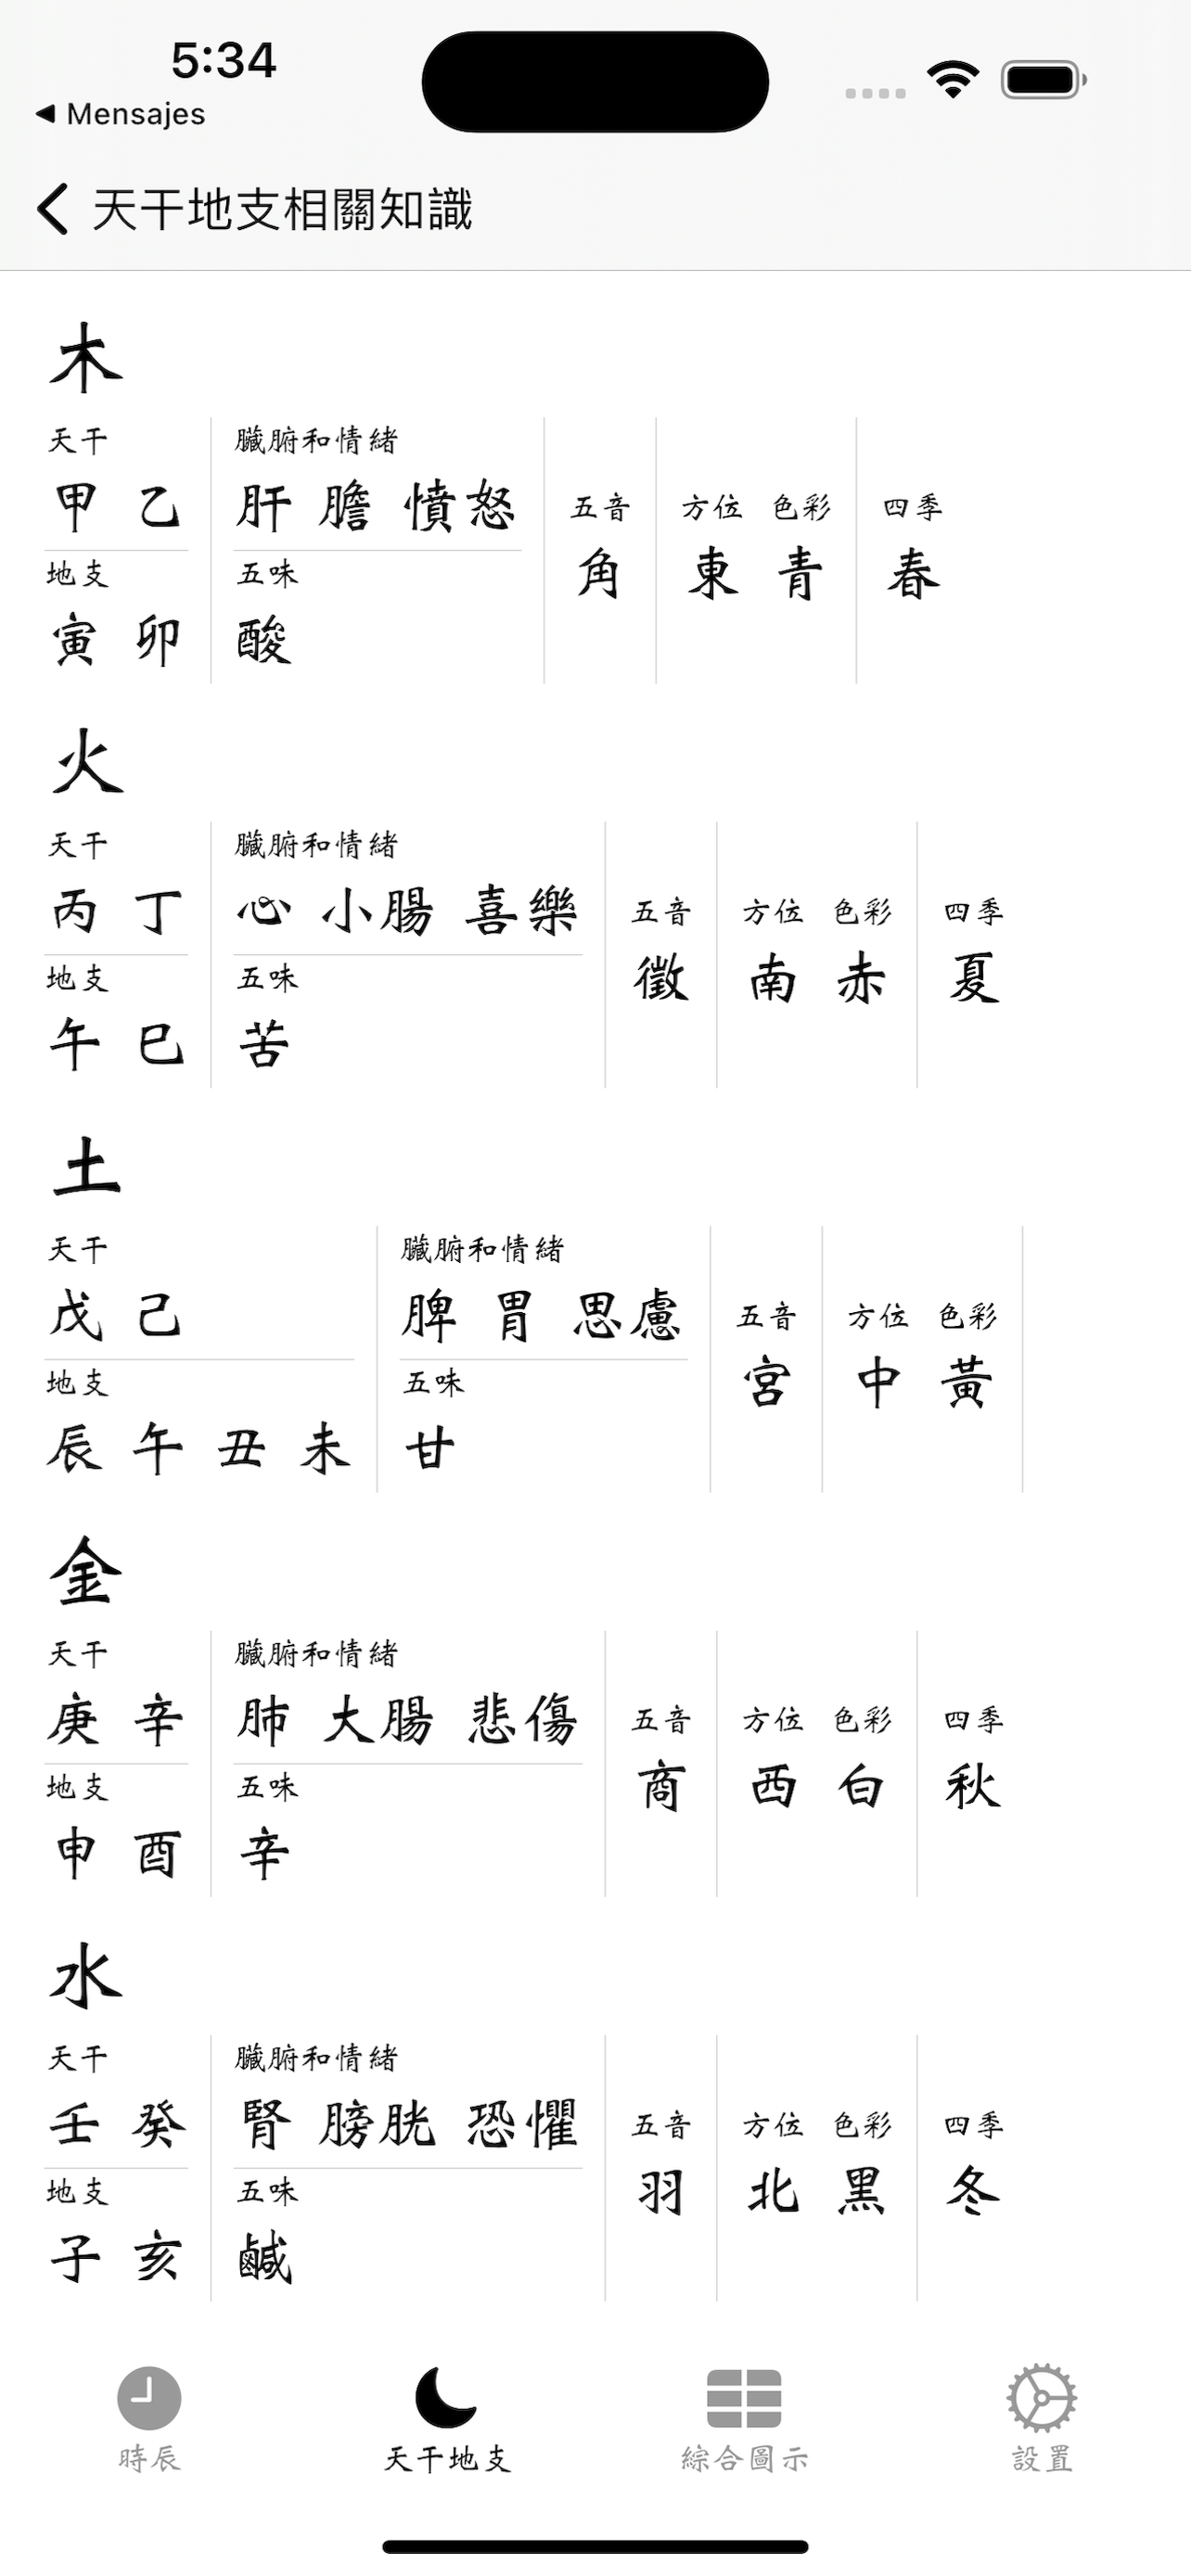 5:34
Mensajes
天干地支相關知識
木
天干 臟腑和情緒
甲 乙 肝 膽 憤怒
五音 方位 色彩 四季
地支 五味
角 東 青 春
寅 卯 酸
火
天干 臟腑和情緒
丙 丁 心 小腸 喜樂
五音 方位 色彩 四季
地支 五味
徵 南 赤 夏
午 巳 苦
土
天干 臟腑和情緒
戊 己 脾 胃 思慮
五音 方位 色彩
地支 五味
宮 中 黃
辰 午 丑 未 甘
金
天干 臟腑和情緒
庚 辛 肺 大腸 悲傷
五音 方位 色彩 四季
地支 五味
商 西 白 秋
申 酉 辛
水
天干 臟腑和情緒
壬 癸 腎 膀胱 恐懼
五音 方位 色彩 四季
地支 五味
羽 北 黑 冬
子 亥 鹹
時辰 天干地支 綜合圖示 設置